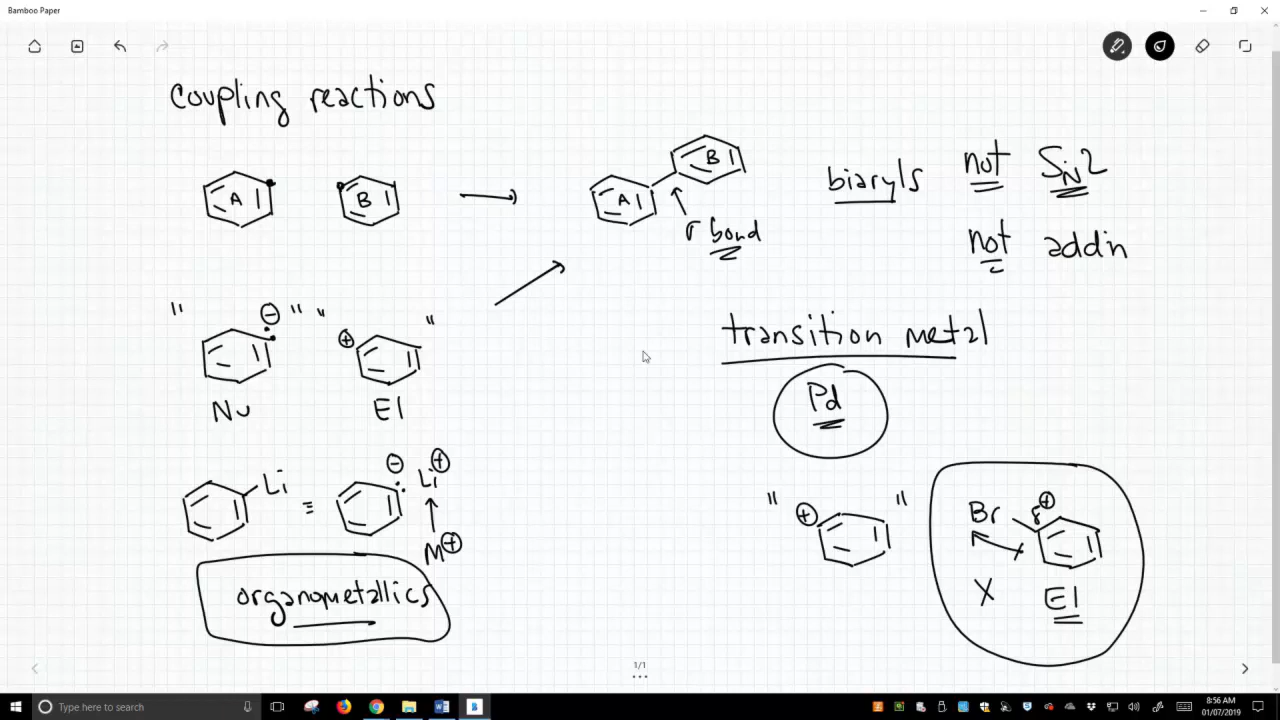 Bamboo Paper
coupling reactions
A
B
A
B
σ bond
biaryls
not SN2
not addin
" ⊖ " " ⊕ "
Nu
El
transition metal
Pd
Li
≡
⊖ Li⊕
M⊕
organometallics
" ⊕ "
Br δ⊕
X
El
1/1
Type here to search
8:56 AM
01/07/2019